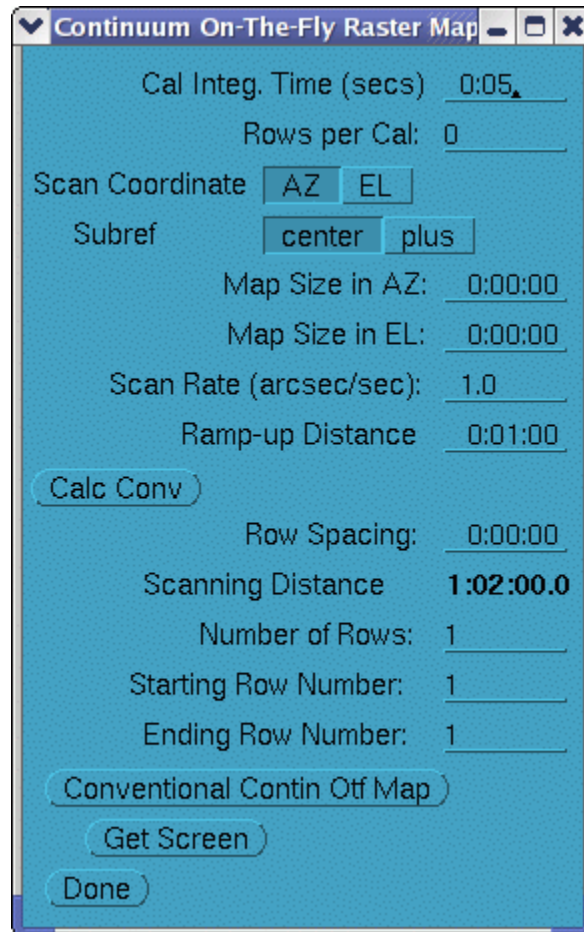 Continuum On-The-Fly Raster Map
Cal Integ. Time (secs) 0:05
Rows per Cal: 0
Scan Coordinate AZ EL
Subref center plus
Map Size in AZ: 0:00:00
Map Size in EL: 0:00:00
Scan Rate (arcsec/sec): 1.0
Ramp-up Distance 0:01:00
Calc Conv
Row Spacing: 0:00:00
Scanning Distance 1:02:00.0
Number of Rows: 1
Starting Row Number: 1
Ending Row Number: 1
Conventional Contin Otf Map
Get Screen
Done